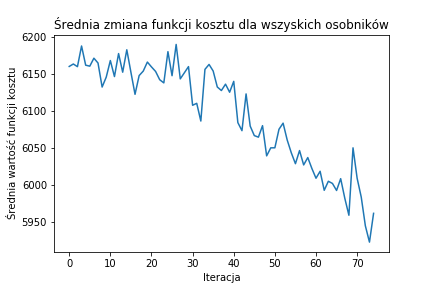 Średnia zmiana funkcji kosztu dla wszyskich osobników
Średnia wartość funkcji kosztu
6200
6150
6100
6050
6000
5950
0 10 20 30 40 50 60 70
Iteracja